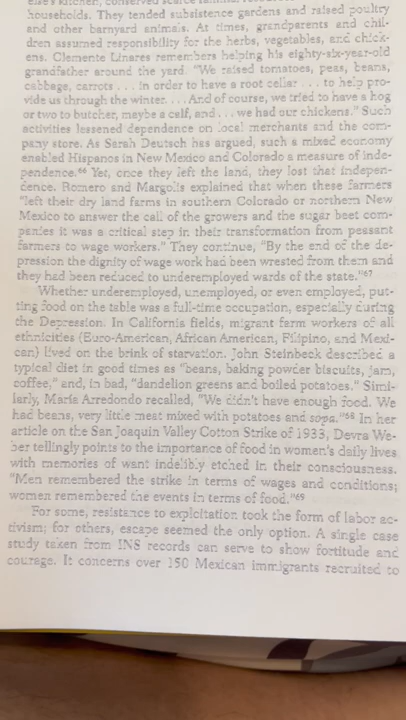 else's kitchen, conserved scarce familial
households. They tended subsistence gardens and raised poultry
and other barnyard animals. At times, grandparents and chil-
dren assumed responsibility for the herbs, vegetables, and chick-
ens. Clemente Linares remembers helping his eighty-six-year-old
grandfather around the yard. "We raised tomatoes, peas, beans,
cabbage, carrots . . . in order to have a root cellar . . . to help pro-
vide us through the winter. . . . And of course, we tried to have a hog
or two to butcher, maybe a calf, and . . . we had our chickens." Such
activities lessened dependence on local merchants and the com-
pany store. As Sarah Deutsch has argued, such a mixed economy
enabled Hispanos in New Mexico and Colorado a measure of inde-
pendence.66 Yet, once they left the land, they lost that indepen-
dence. Romero and Margolis explained that when these farmers
"left their dry land farms in southern Colorado or northern New
Mexico to answer the call of the growers and the sugar beet com-
panies it was a critical step in their transformation from peasant
farmers to wage workers." They continue, "By the end of the de-
pression the dignity of wage work had been wrested from them and
they had been reduced to underemployed wards of the state."67
Whether underemployed, unemployed, or even employed, put-
ting food on the table was a full-time occupation, especially during
the Depression. In California fields, migrant farm workers of all
ethnicities (Euro-American, African American, Filipino, and Mexi-
can) lived on the brink of starvation. John Steinbeck described a
typical diet in good times as "beans, baking powder biscuits, jam,
coffee," and, in bad, "dandelion greens and boiled potatoes." Simi-
larly, María Arredondo recalled, "We didn't have enough food. We
had beans, very little meat mixed with potatoes and sopa."68 In her
article on the San Joaquin Valley Cotton Strike of 1933, Devra We-
ber tellingly points to the importance of food in women's daily lives
with memories of want indelibly etched in their consciousness.
"Men remembered the strike in terms of wages and conditions;
women remembered the events in terms of food."69
For some, resistance to exploitation took the form of labor ac-
tivism; for others, escape seemed the only option. A single case
study taken from INS records can serve to show fortitude and
courage. It concerns over 150 Mexican immigrants recruited to